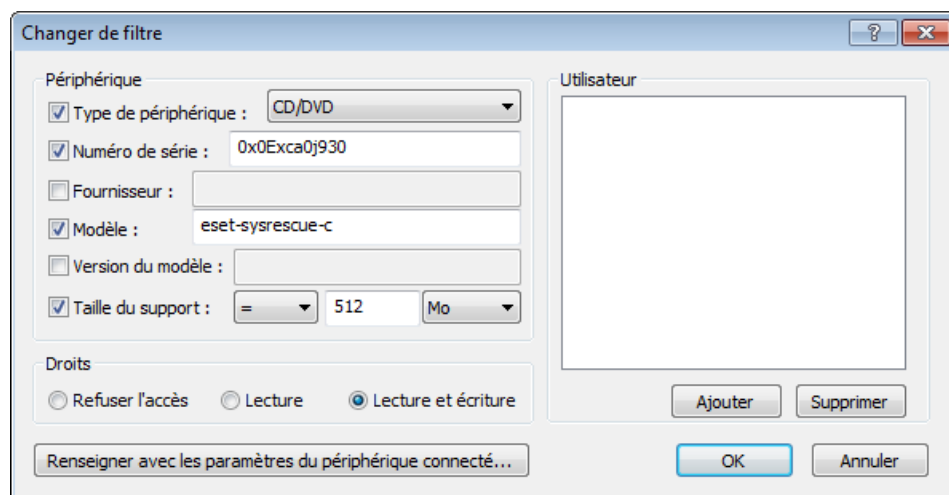 Changer de filtre
Périphérique
Type de périphérique : CD/DVD
Numéro de série : 0x0Exca0j930
Fournisseur :
Modèle : eset-sysrescue-c
Version du modèle :
Taille du support : = 512 Mo
Droits
Refuser l'accès Lecture Lecture et écriture
Utilisateur
Ajouter Supprimer
Renseigner avec les paramètres du périphérique connecté... OK Annuler